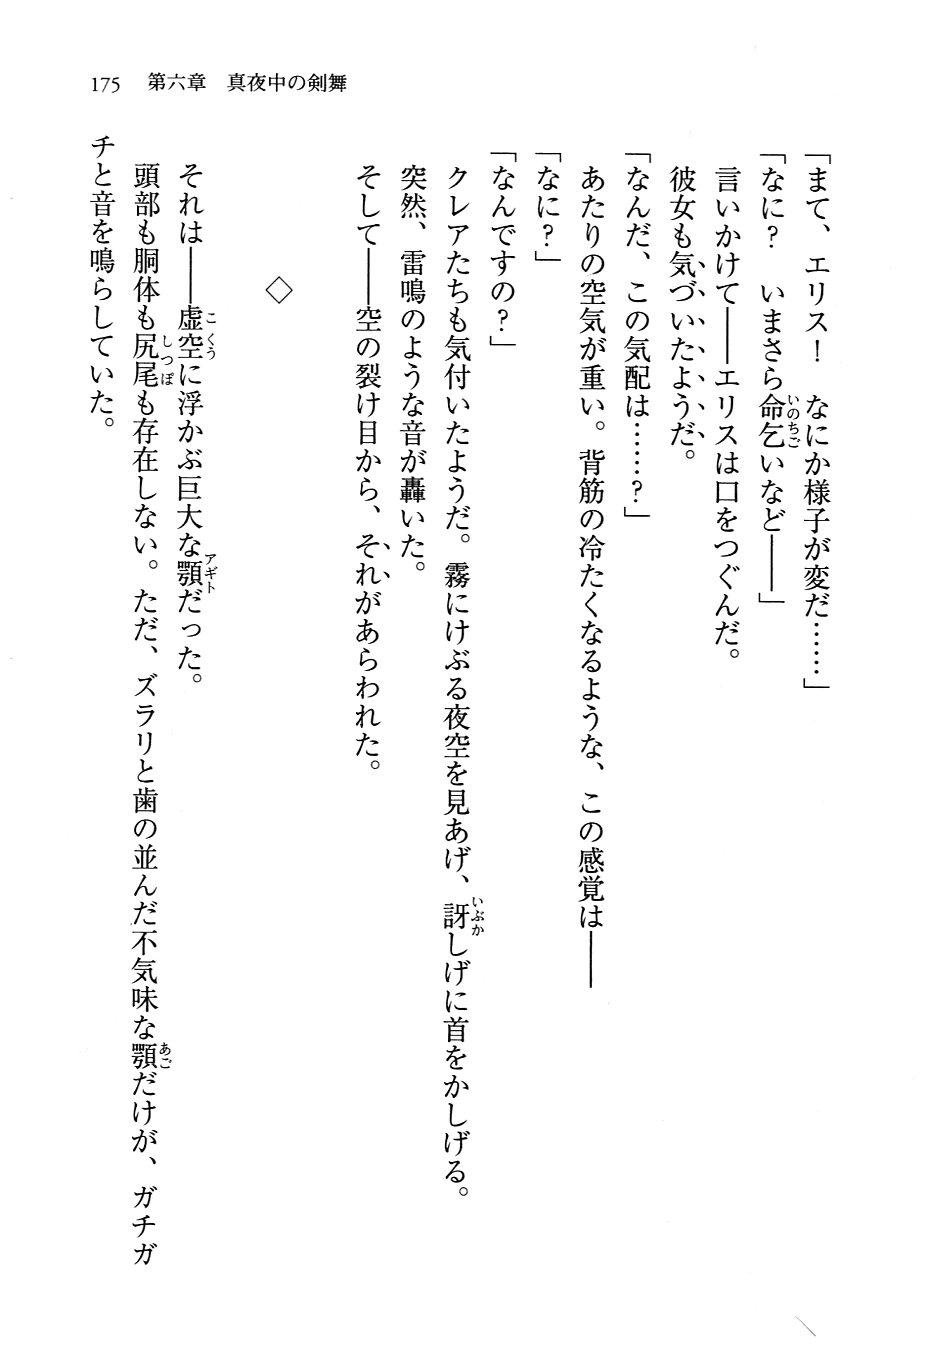 175　第六章　真夜中の剣舞
「まて、エリス！　なにか様子が変だ……」
「なに？　いまさら命乞いなど――」
言いかけて――エリスは口をつぐんだ。
彼女も気づいたようだ。
「なんだ、この気配は……？」
あたりの空気が重い。背筋の冷たくなるような、この感覚は――
「なに？」
「なんですの？」
クレアたちも気付いたようだ。霧にけぶる夜空を見あげ、訝しげに首をかしげる。
突然、雷鳴のような音が轟いた。
そして――空の裂け目から、それがあらわれた。
◇
それは――虚空に浮かぶ巨大な顎だった。
頭部も胴体も尻尾も存在しない。ただ、ズラリと歯の並んだ不気味な顎だけが、ガチガ
チと音を鳴らしていた。